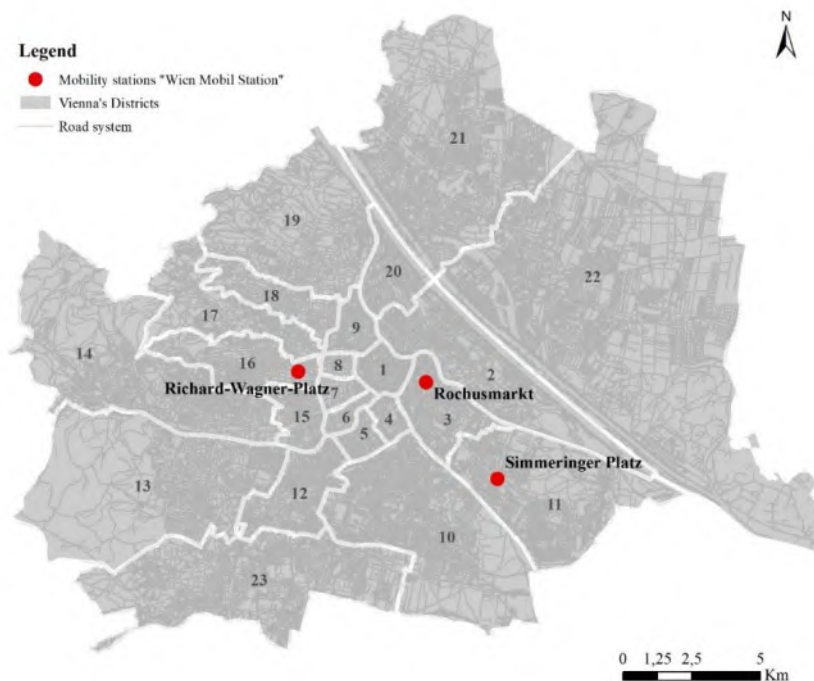 N
Legend
Mobility stations "Wien Mobil Station"
Vienna's Districts
Road system
21
19
20
22
18
17
9
14
16
8
1
2
Richard-Wagner-Platz
7
Rochusmarkt
15
6
4
3
5
Simmeringer Platz
13
12
11
10
23
0 1,25 2,5 5
Km